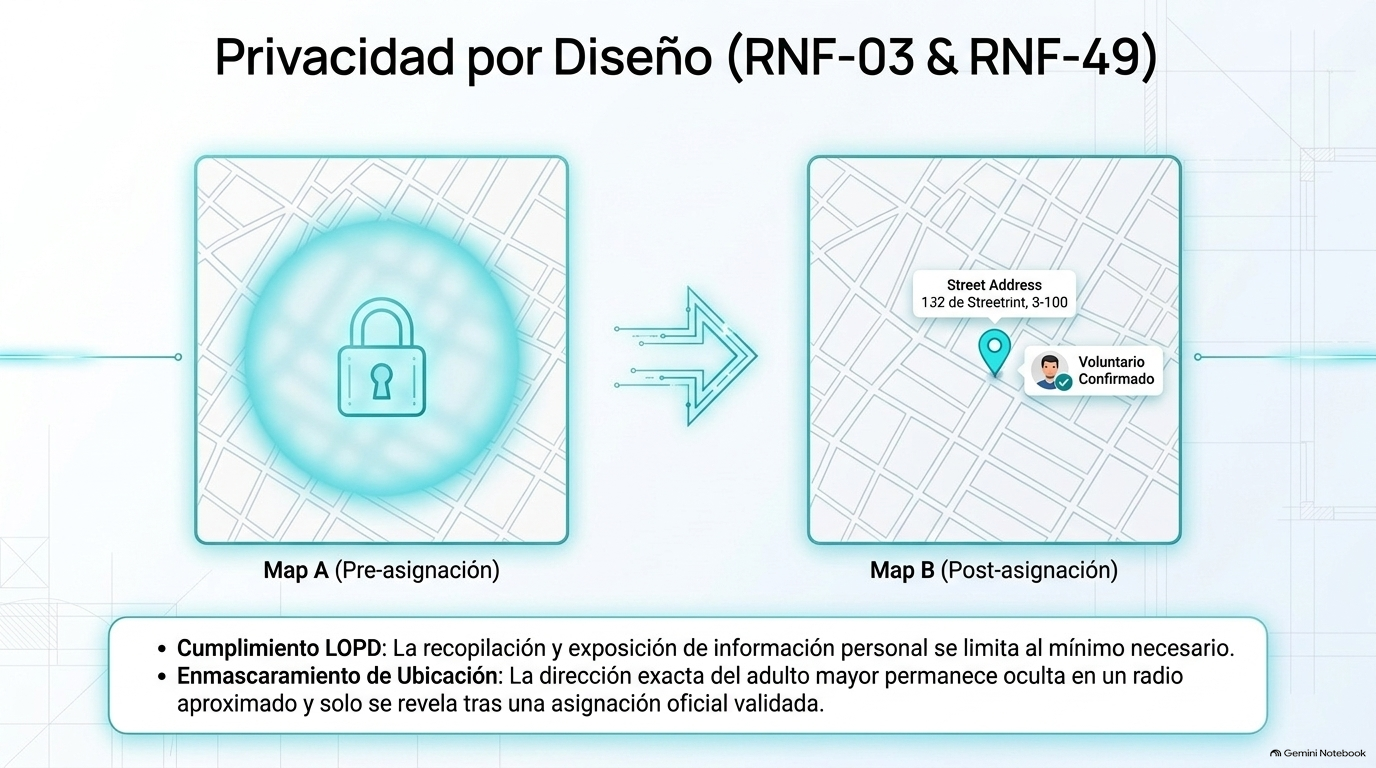 Privacidad por Diseño (RNF-03 & RNF-49)
Street Address
132 de Streetrint, 3-100
Voluntario
Confirmado
Map A (Pre-asignación)
Map B (Post-asignación)
• Cumplimiento LOPD: La recopilación y exposición de información personal se limita al mínimo necesario.
• Enmascaramiento de Ubicación: La dirección exacta del adulto mayor permanece oculta en un radio
aproximado y solo se revela tras una asignación oficial validada.
Gemini Notebook